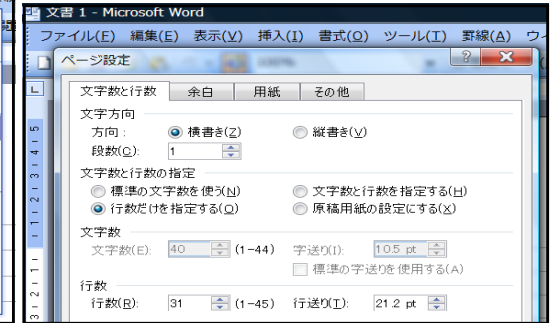 文書 1 - Microsoft Word
ファイル(F) 編集(E) 表示(V) 挿入(I) 書式(O) ツール(T) 罫線(A) ウィ
ページ設定
文字数と行数 余白 用紙 その他
文字方向
方向: 横書き(Z) 縦書き(V)
段数(C): 1
文字数と行数の指定
標準の文字数を使う(N) 文字数と行数を指定する(H)
行数だけを指定する(O) 原稿用紙の設定にする(X)
文字数
文字数(E): 40 (1-44) 字送り(I): 10.5 pt
標準の字送りを使用する(A)
行数
行数(R): 31 (1-45) 行送り(T): 21.2 pt